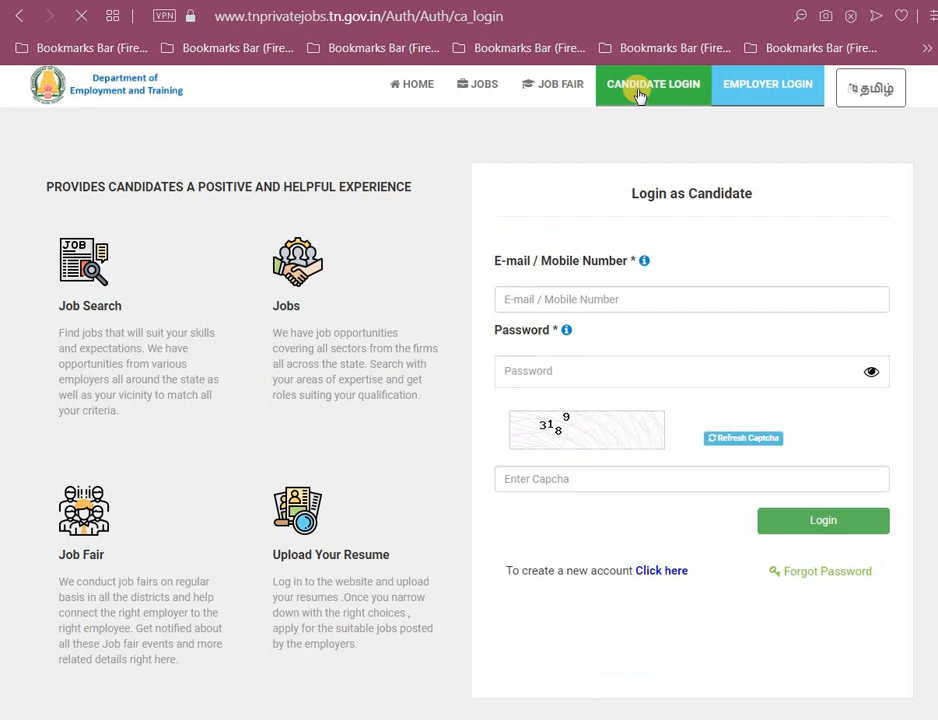 VPN
www.tnprivatejobs.tn.gov.in/Auth/Auth/ca_login
Bookmarks Bar (Fire... Bookmarks Bar (Fire... Bookmarks Bar (Fire... Bookmarks Bar (Fire... Bookmarks Bar (Fire... Bookmarks Bar (Fire...
Department of
Employment and Training
HOME JOBS JOB FAIR CANDIDATE LOGIN EMPLOYER LOGIN தமிழ்
PROVIDES CANDIDATES A POSITIVE AND HELPFUL EXPERIENCE
JOB
Job Search
Find jobs that will suit your skills
and expectations. We have
opportunities from various
employers all around the state as
well as your vicinity to match all
your criteria.
Jobs
We have job opportunities
covering all sectors from the firms
all across the state. Search with
your areas of expertise and get
roles suiting your qualification.
Job Fair
We conduct job fairs on regular
basis in all the districts and help
connect the right employer to the
right employee. Get notified about
all these Job fair events and more
related details right here.
Upload Your Resume
Log in to the website and upload
your resumes .Once you narrow
down with the right choices ,
apply for the suitable jobs posted
by the employers.
Login as Candidate
E-mail / Mobile Number *
E-mail / Mobile Number
Password *
Password
3189
Refresh Captcha
Enter Capcha
Login
To create a new account Click here
Forgot Password